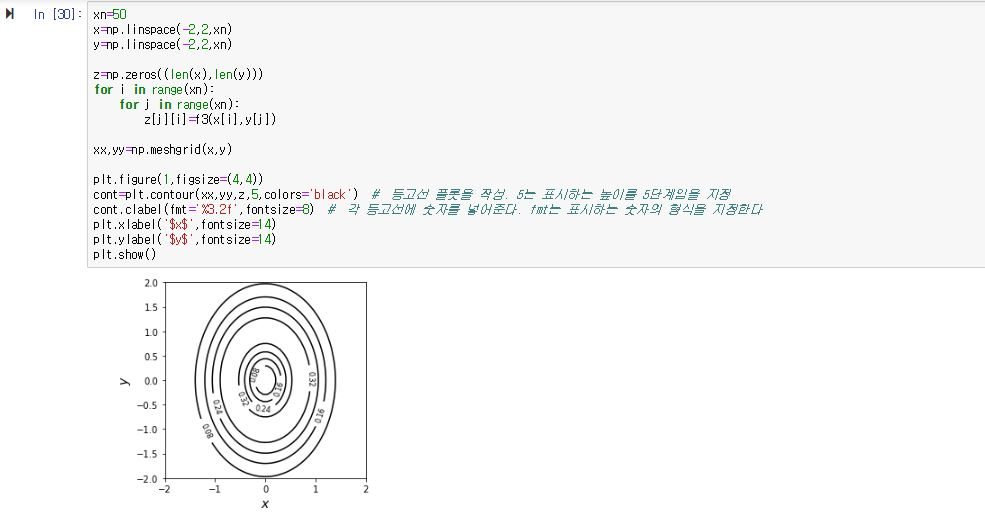 In [30]:
xn=50
x=np.linspace(-2,2,xn)
y=np.linspace(-2,2,xn)
z=np.zeros((len(x),len(y)))
for i in range(xn):
    for j in range(xn):
        z[j][i]=f3(x[i],y[j])
xx,yy=np.meshgrid(x,y)
plt.figure(1,figsize=(4,4))
cont=plt.contour(xx,yy,z,5,colors='black')  # 등고선 플롯을 작성. 5는 표시하는 높이를 5단계임을 지정
cont.clabel(fmt='%3.2f',fontsize=8)  # 각 등고선에 숫자를 넣어준다. fmt는 표시하는 숫자의 형식을 지정한다
plt.xlabel('$x$',fontsize=14)
plt.ylabel('$y$',fontsize=14)
plt.show()
2.0
1.5
1.0
0.5
0.0
−0.5
−1.0
−1.5
−2.0
y
0.08
0.16
0.32
0.32
0.24
0.24
0.16
0.08
−2
−1
0
1
2
x